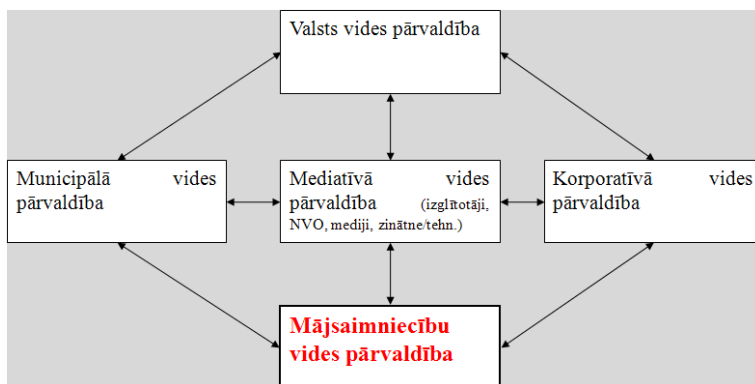 Valsts vides pārvaldība
Municipālā vides
pārvaldība
Mediatīvā vides
pārvaldība (izglītotāji,
NVO, mediji, zinātne/tehn.)
Korporatīvā vides
pārvaldība
Mājsaimniecību
vides pārvaldība